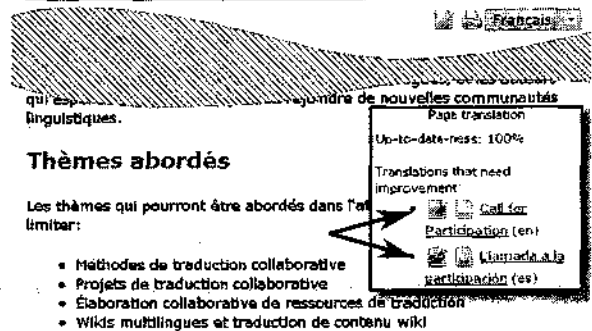 Français
qui
de nouvelles communautés
linguistiques.
Page translation
Up-to-date-ness: 100%
Thèmes abordés
Translations that need
improvement:
Les thèmes qui pourront être abordés dans l'at
limiter:
Call for
Participation (en)
Llamada a la
participación (es)
• Méthodes de traduction collaborative
• Projets de traduction collaborative
• Élaboration collaborative de ressources de traduction
• Wikis multilingues et traduction de contenu wiki